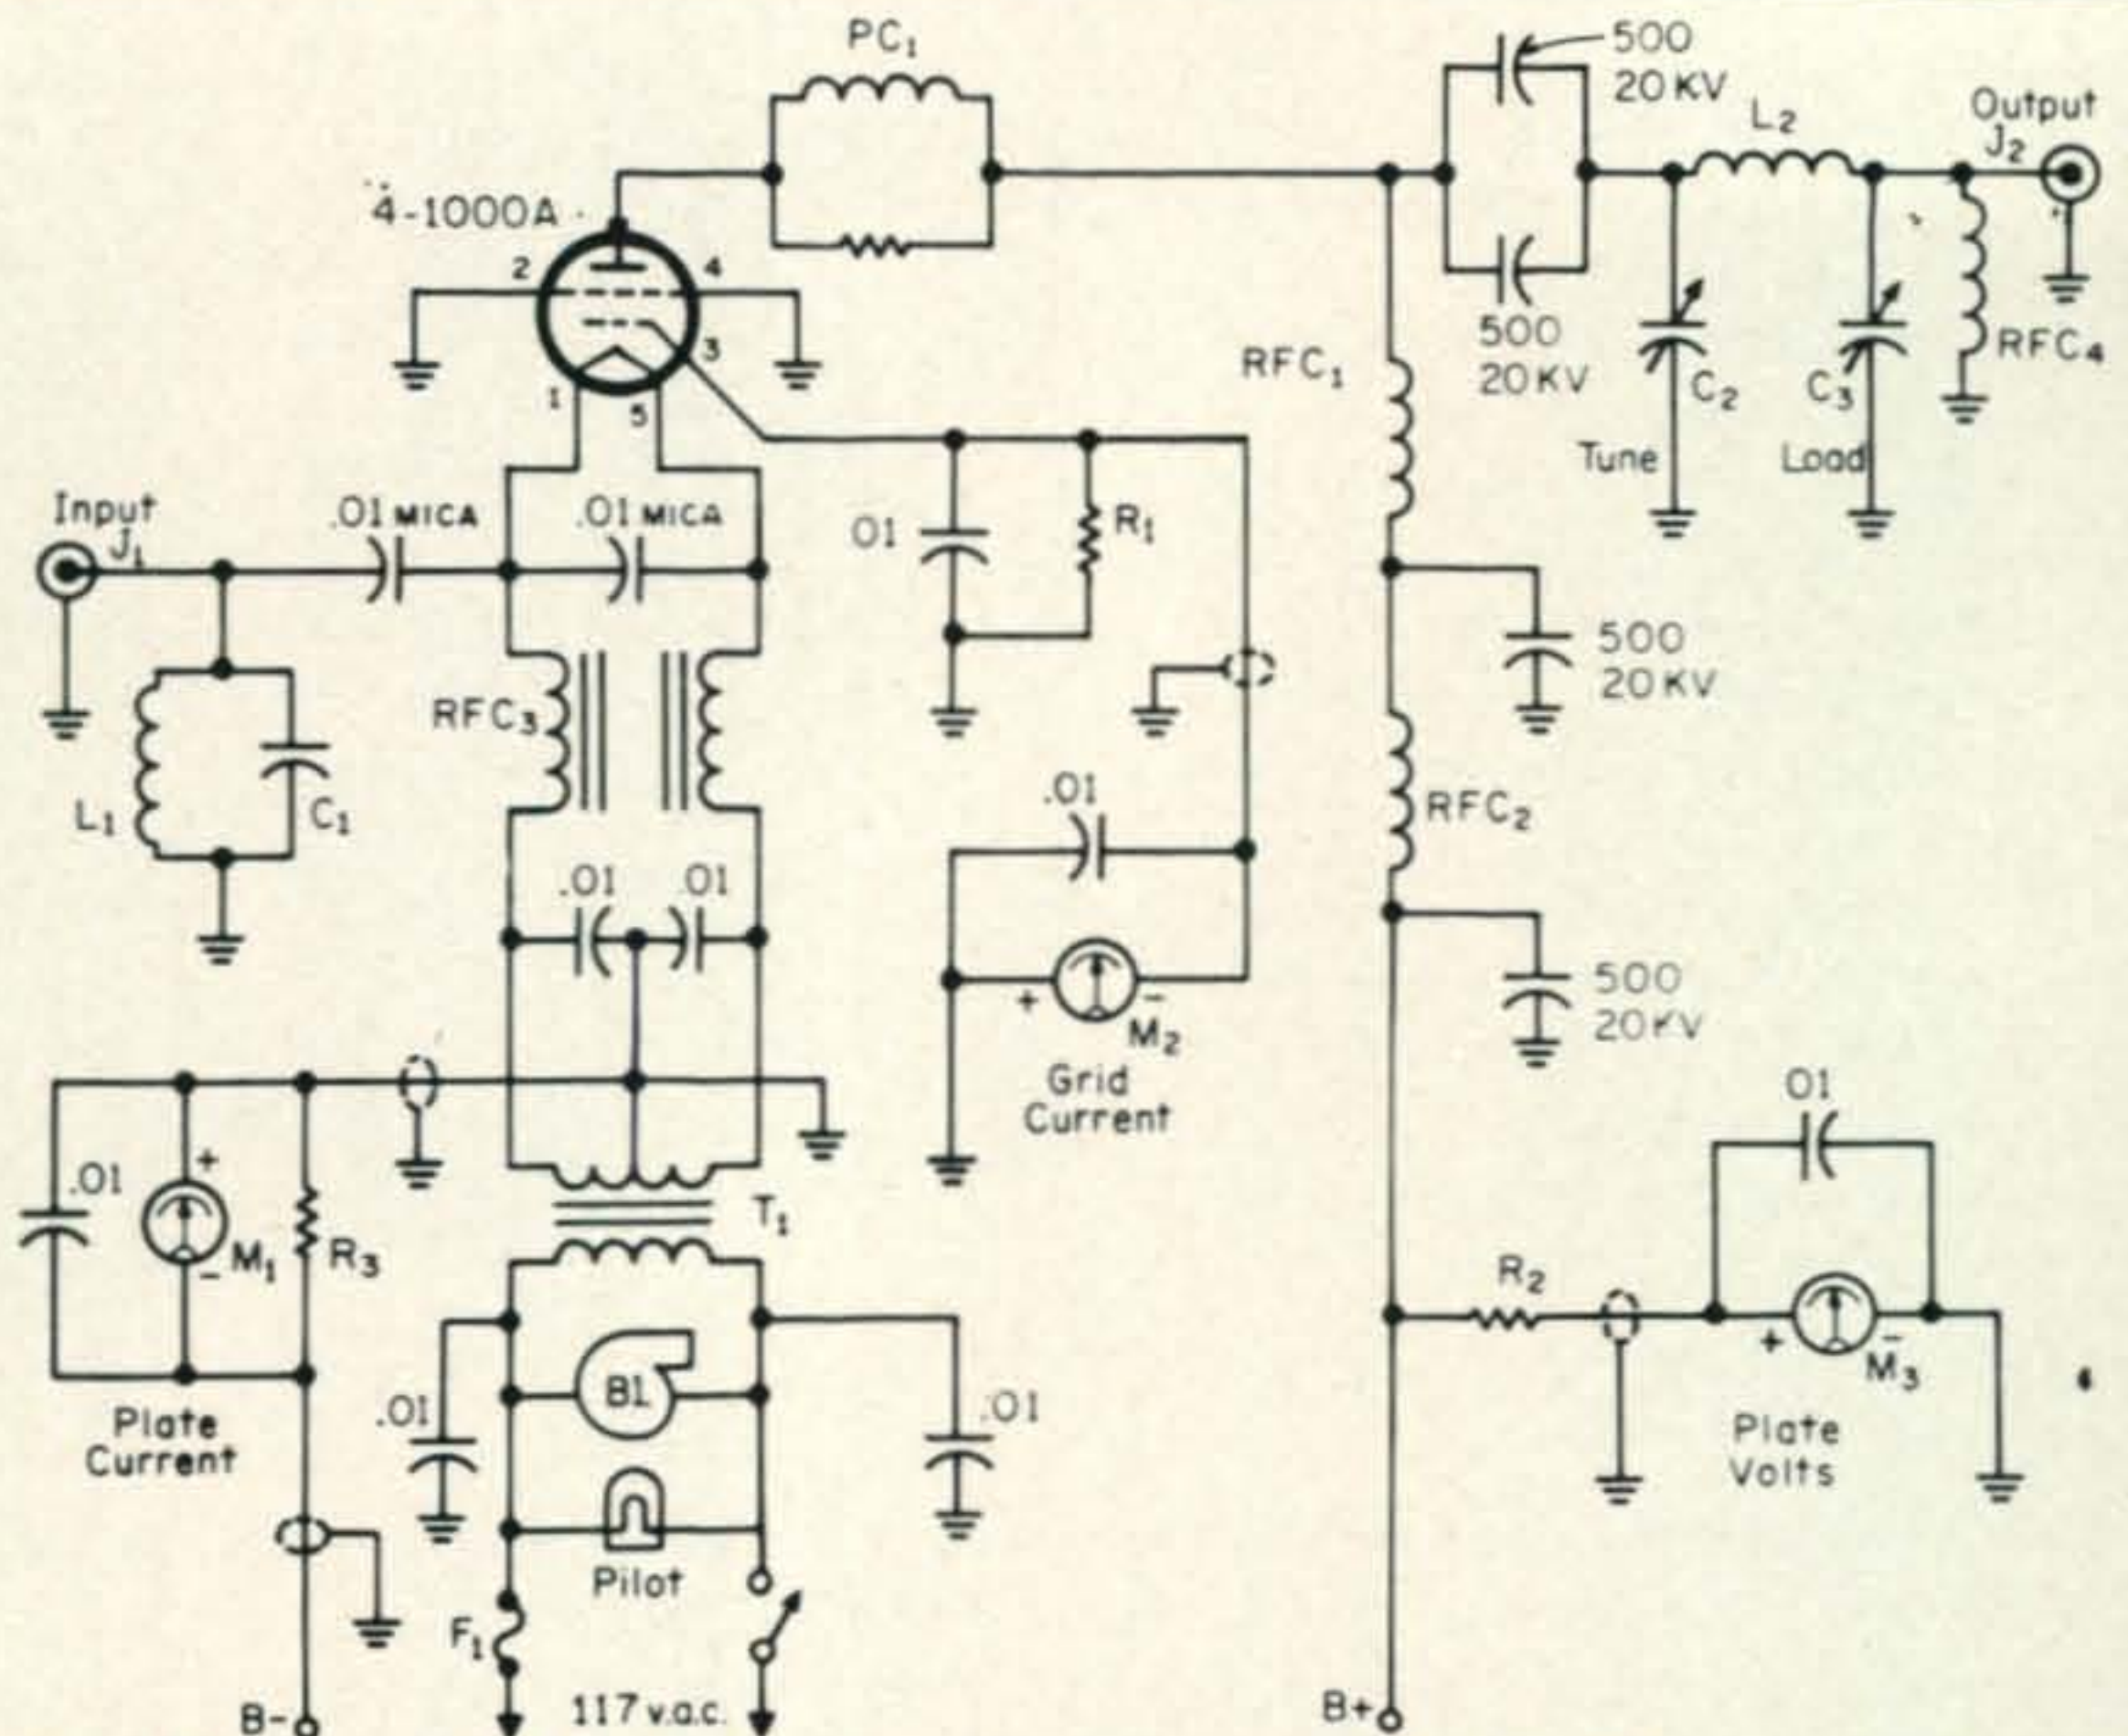 PC₁
500
20 KV
L₂
Output
J₂
4-1000A
2
4
3
1
5
500
20 KV
RFC₁
C₂
C₃
RFC₄
Tune
Load
Input
J₁
.01 MICA
.01 MICA
01
R₁
500
20 KV
RFC₃
L₁
C₁
.01
RFC₂
.01
.01
500
20 KV
+
-
M₂
Grid
Current
.01
+
-
M₁
R₃
T₁
01
R₂
+
-
M₃
Plate
Volts
Plate
Current
.01
B1
.01
Pilot
F₁
117 v.a.c.
B-
B+